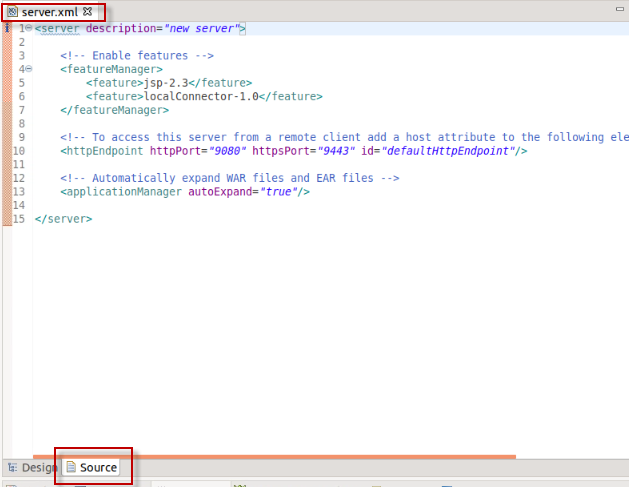 server.xml
1 <server description="new server">
2
3 <!-- Enable features -->
4 <featureManager>
5 <feature>jsp-2.3</feature>
6 <feature>localConnector-1.0</feature>
7 </featureManager>
8
9 <!-- To access this server from a remote client add a host attribute to the following ele
10 <httpEndpoint httpPort="9080" httpsPort="9443" id="defaultHttpEndpoint"/>
11
12 <!-- Automatically expand WAR files and EAR files -->
13 <applicationManager autoExpand="true"/>
14
15 </server>
Design Source